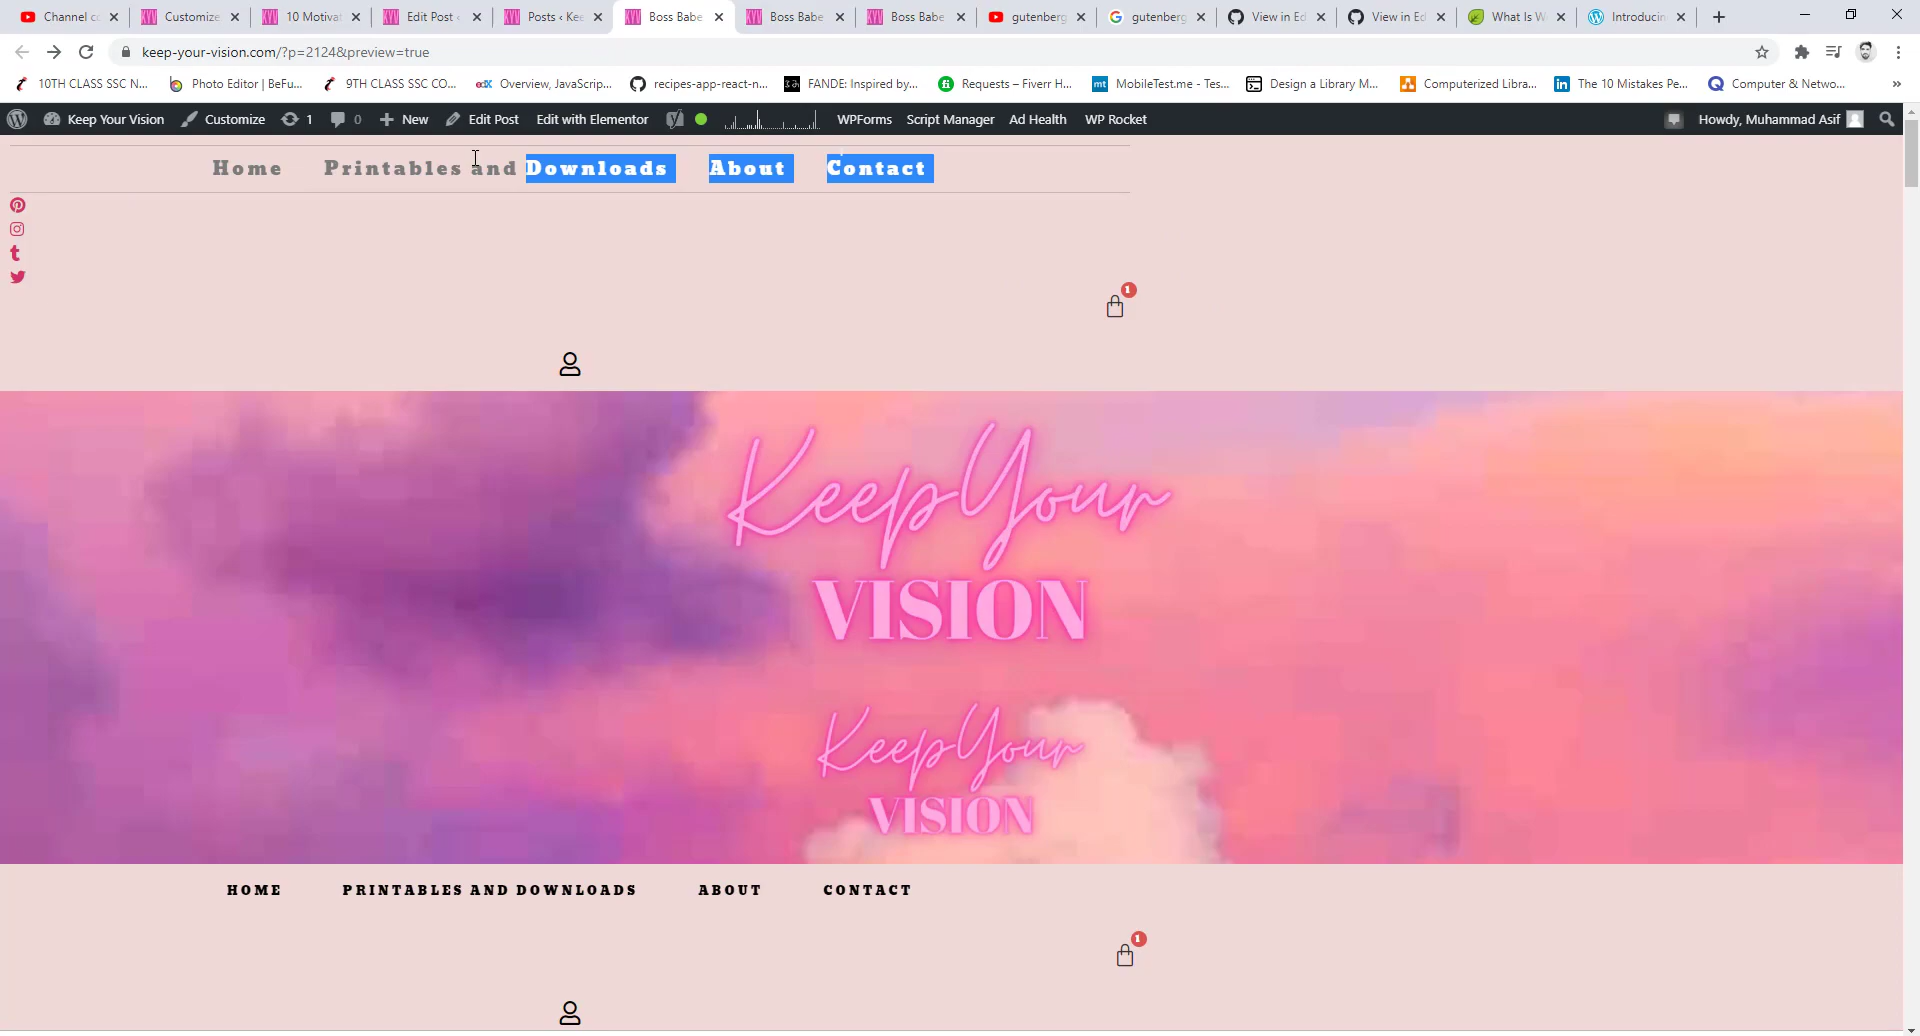 Channel c
Customize
10 Motivat
Edit Post ‹
Posts ‹ Kee
Boss Babe
Boss Babe
Boss Babe
gutenberg
gutenberg
View in Ed
View in Ed
What Is W
Introducin
keep-your-vision.com/?p=2124&preview=true
10TH CLASS SSC N...
Photo Editor | BeFu...
9TH CLASS SSC CO...
edX
Overview, JavaScrip...
recipes-app-react-n...
FANDE: Inspired by...
fi
Requests – Fiverr H...
mt
MobileTest.me - Tes...
Design a Library M...
Computerized Libra...
in
The 10 Mistakes Pe...
Q
Computer & Netwo...
»
Keep Your Vision
Customize
1
0
New
Edit Post
Edit with Elementor
WPForms
Script Manager
Ad Health
WP Rocket
Howdy, Muhammad Asif
Home
Printables and Downloads
About
Contact
1
Keep Your
VISION
Keep Your
VISION
HOME
PRINTABLES AND DOWNLOADS
ABOUT
CONTACT
1